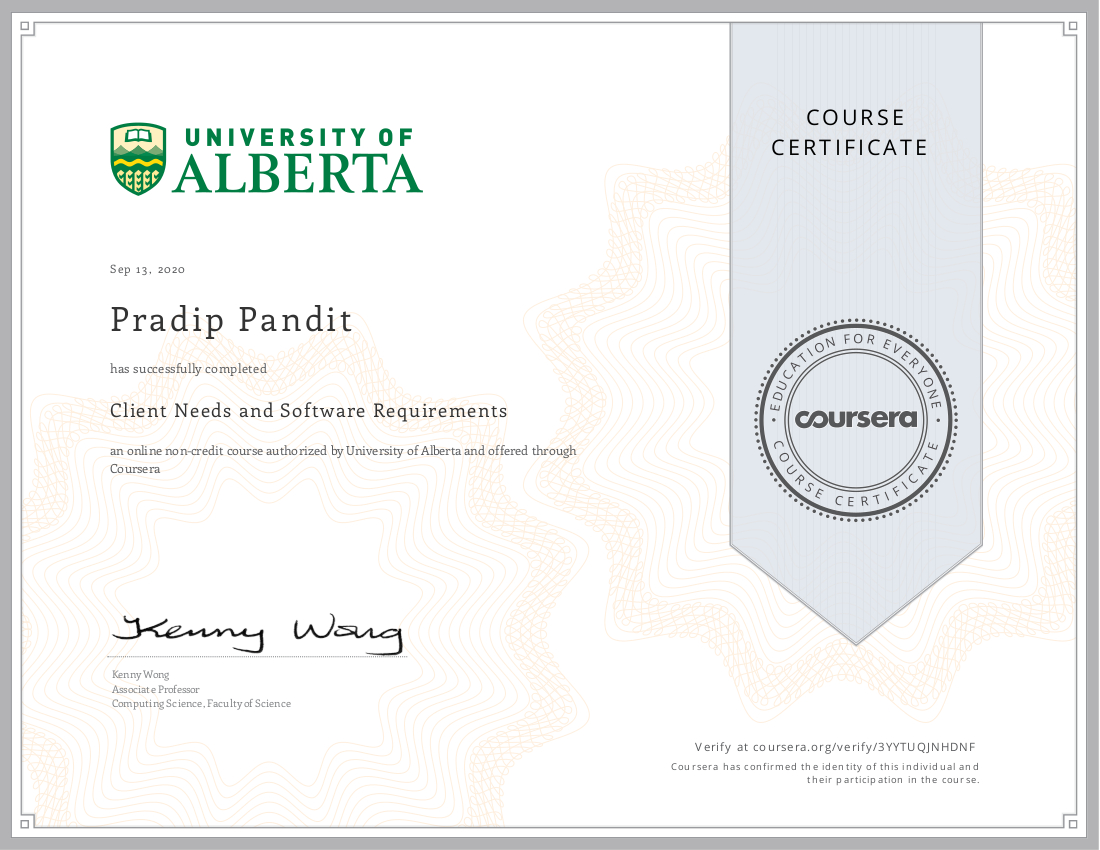 UNIVERSITY OF
ALBERTA
COURSE
CERTIFICATE
Sep 13, 2020
Pradip Pandit
has successfully completed
Client Needs and Software Requirements
an online non-credit course authorized by University of Alberta and offered through
Coursera
EDUCATION FOR EVERYONE
coursera
COURSE CERTIFICATE
Kenny Wong
Kenny Wong
Associate Professor
Computing Science, Faculty of Science
Verify at coursera.org/verify/3YYTUQJNHDNF
Coursera has confirmed the identity of this individual and
their participation in the course.